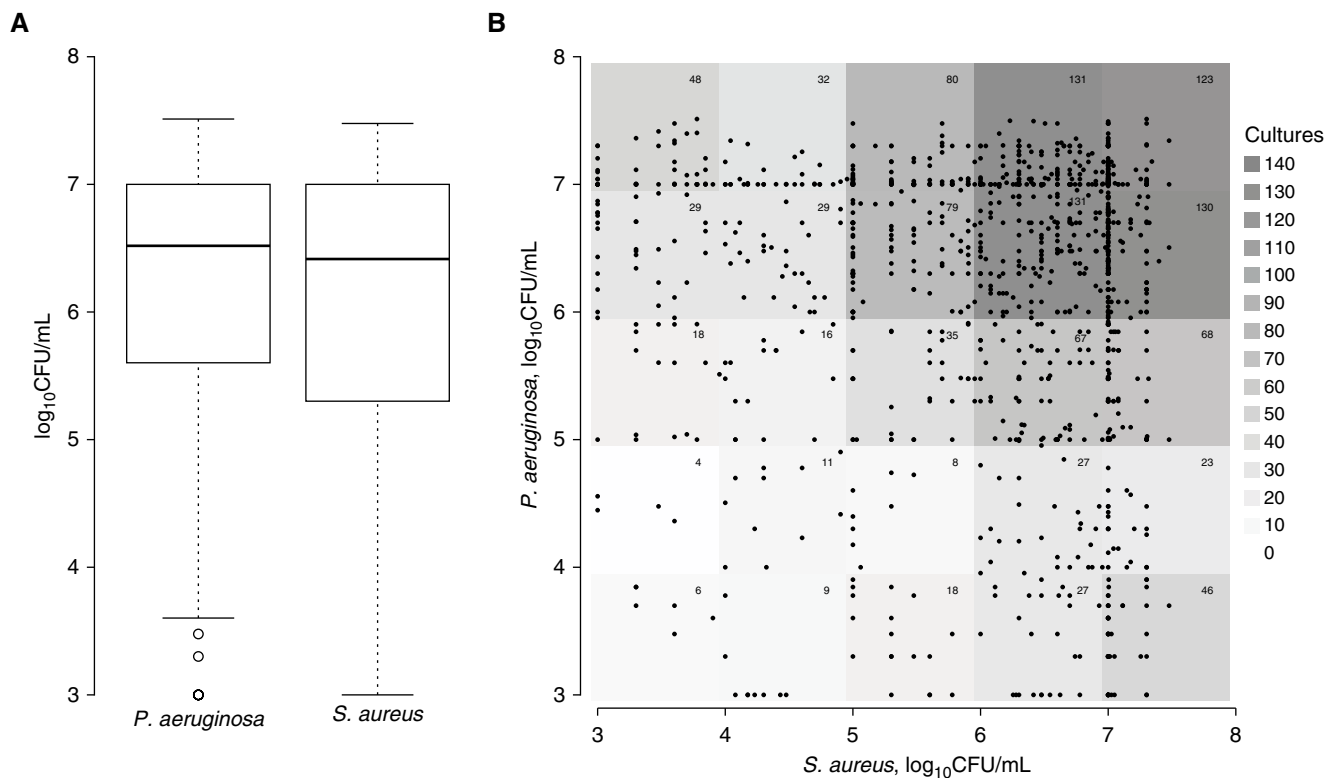 A
8
7
6
5
4
3
log10CFU/mL
P. aeruginosa
S. aureus
B
8
7
6
5
4
3
P. aeruginosa, log10CFU/mL
48 32 80 131 123
29 29 79 131 130
18 16 35 67 68
4 11 8 27 23
6 9 18 27 46
3 4 5 6 7 8
S. aureus, log10CFU/mL
Cultures
140
130
120
110
100
90
80
70
60
50
40
30
20
10
0